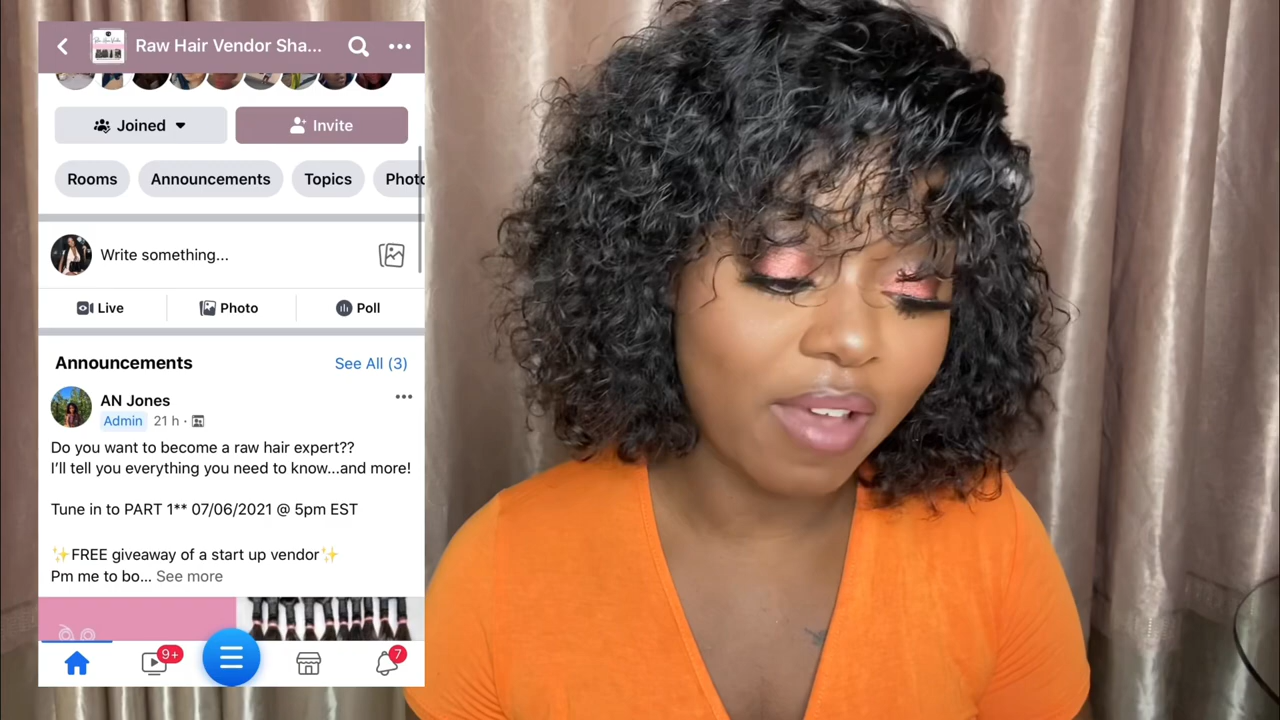 Raw Hair Vendor Sha...
Joined
Invite
Rooms
Announcements
Topics
Photo
Write something...
Live
Photo
Poll
Announcements
See All (3)
AN Jones
Admin 21 h ·
Do you want to become a raw hair expert??
I'll tell you everything you need to know...and more!
Tune in to PART 1** 07/06/2021 @ 5pm EST
✨FREE giveaway of a start up vendor✨
Pm me to bo... See more
9+
7